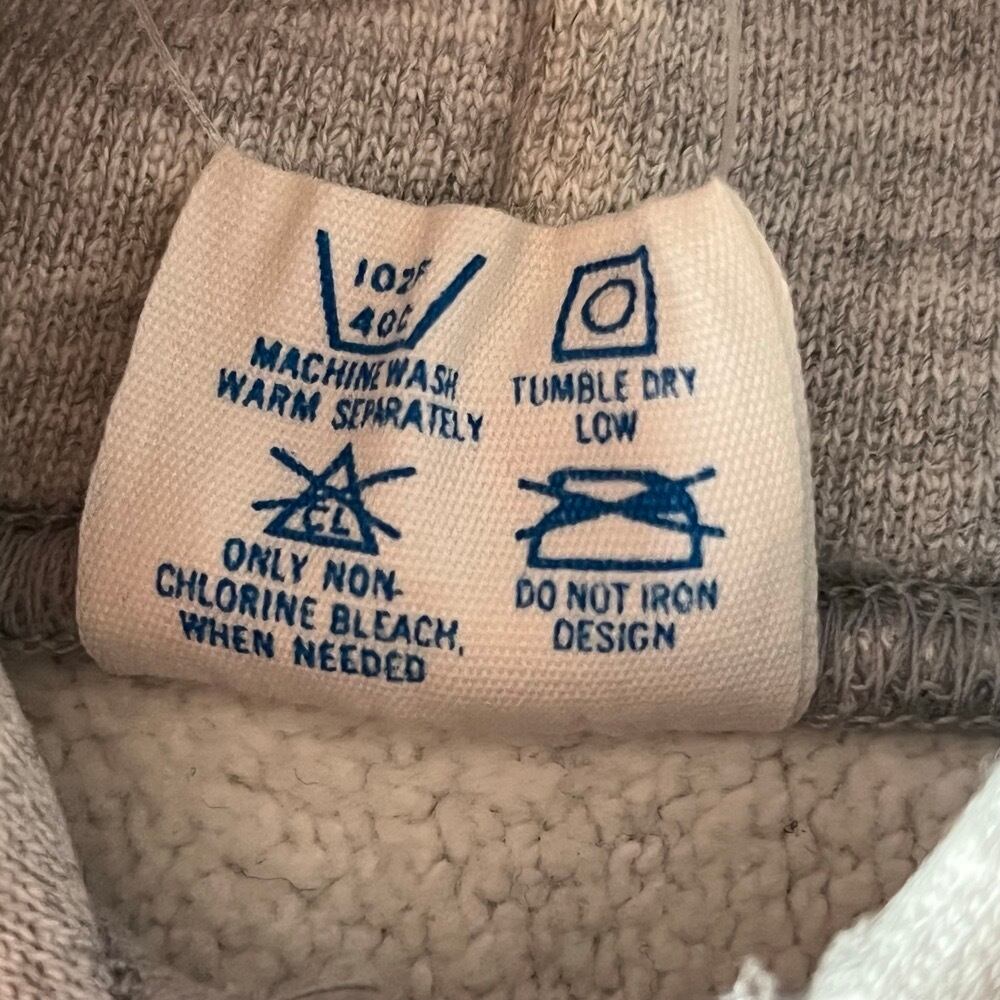 102F
40C
MACHINE WASH
WARM SEPARATELY
TUMBLE DRY
LOW
CL
ONLY NON-
CHLORINE BLEACH,
WHEN NEEDED
DO NOT IRON
DESIGN